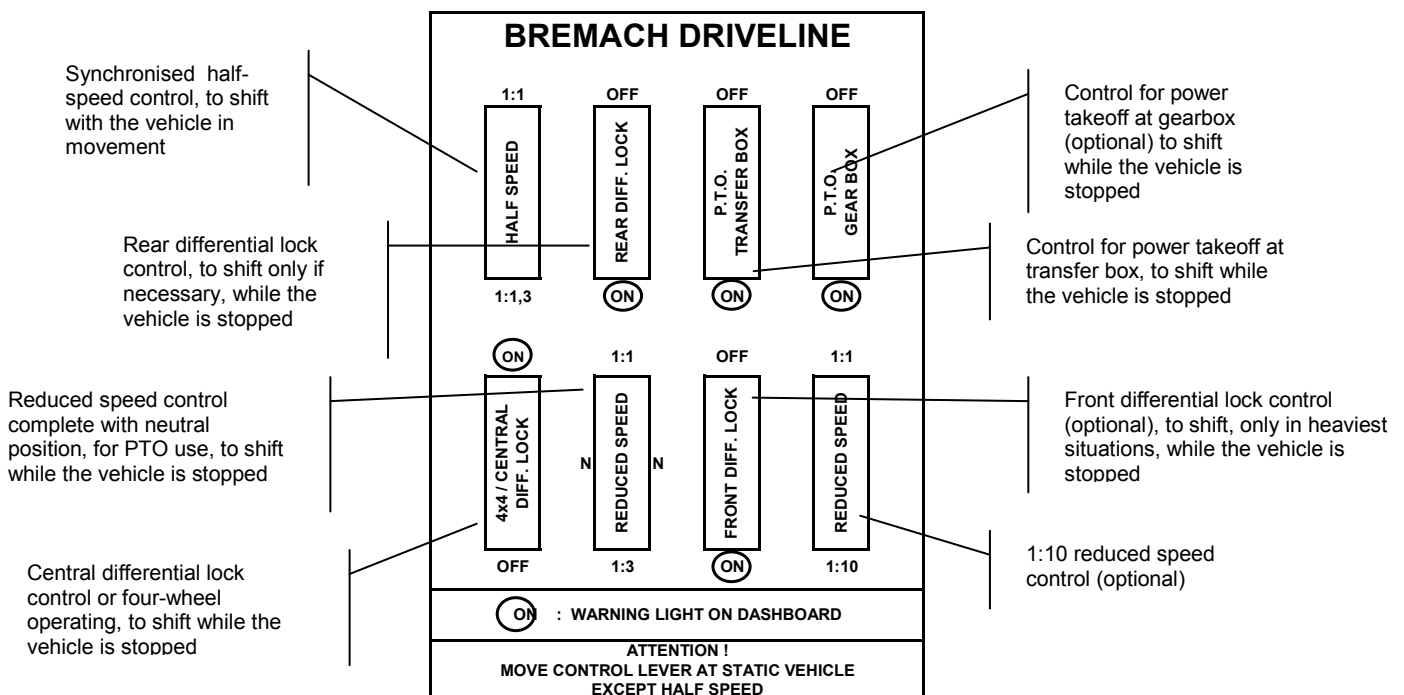 BREMACH DRIVELINE
Synchronised half-
speed control, to shift
with the vehicle in
movement
Rear differential lock
control, to shift only if
necessary, while the
vehicle is stopped
Reduced speed control
complete with neutral
position, for PTO use, to shift
while the vehicle is stopped
Central differential lock
control or four-wheel
operating, to shift while the
vehicle is stopped
1:1
HALF SPEED
1:1,3
OFF
REAR DIFF. LOCK
ON
OFF
P.T.O.
TRANSFER BOX
ON
OFF
P.T.O.
GEAR BOX
ON
ON
4x4 / CENTRAL
DIFF. LOCK
OFF
1:1
N
REDUCED SPEED
N
1:3
OFF
FRONT DIFF. LOCK
ON
1:1
REDUCED SPEED
1:10
Control for power
takeoff at gearbox
(optional) to shift
while the vehicle is
stopped
Control for power takeoff at
transfer box, to shift while
the vehicle is stopped
Front differential lock control
(optional), to shift, only in heaviest
situations, while the vehicle is
stopped
1:10 reduced speed
control (optional)
ON : WARNING LIGHT ON DASHBOARD
ATTENTION !
MOVE CONTROL LEVER AT STATIC VEHICLE
EXCEPT HALF SPEED